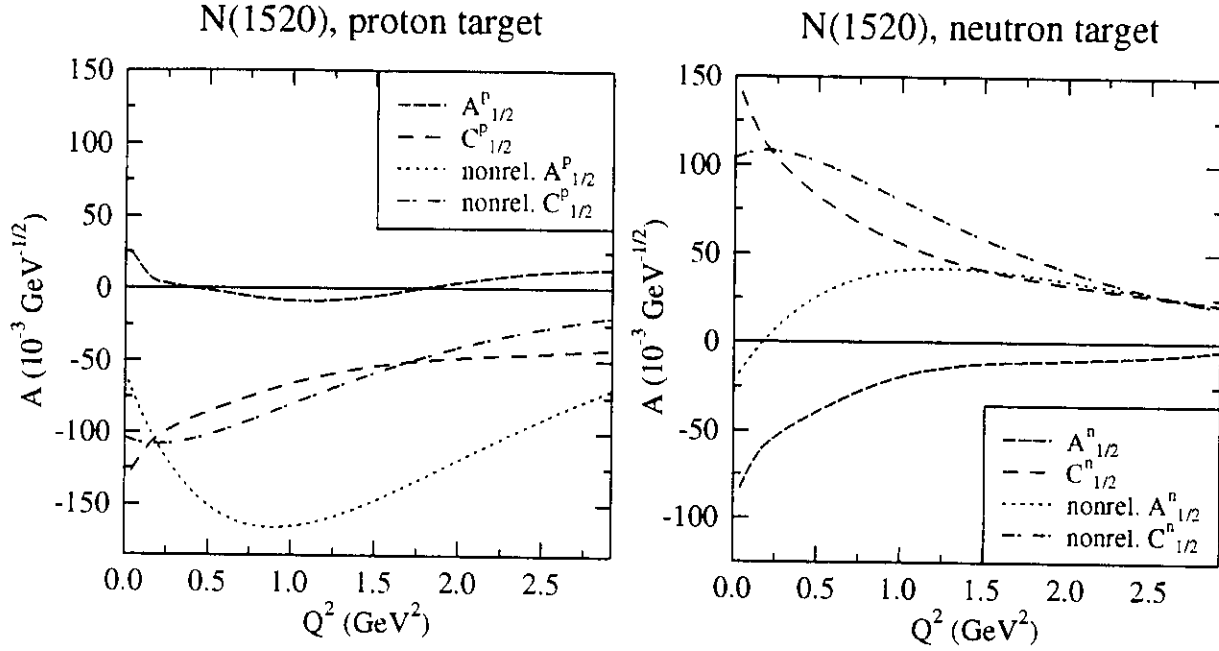 N(1520), proton target
150
100
50
0
-50
-100
-150
A (10^-3 GeV^-1/2)
A^p_1/2
C^p_1/2
nonrel. A^p_1/2
nonrel. C^p_1/2
0.0 0.5 1.0 1.5 2.0 2.5
Q^2 (GeV^2)
N(1520), neutron target
150
100
50
0
-50
-100
A (10^-3 GeV^-1/2)
A^n_1/2
C^n_1/2
nonrel. A^n_1/2
nonrel. C^n_1/2
0.0 0.5 1.0 1.5 2.0 2.5
Q^2 (GeV^2)